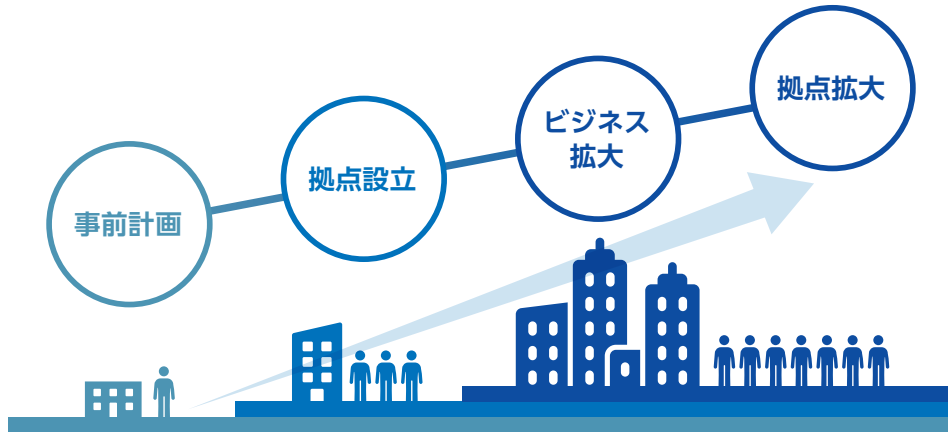 事前計画
拠点設立
ビジネス
拡大
拠点拡大